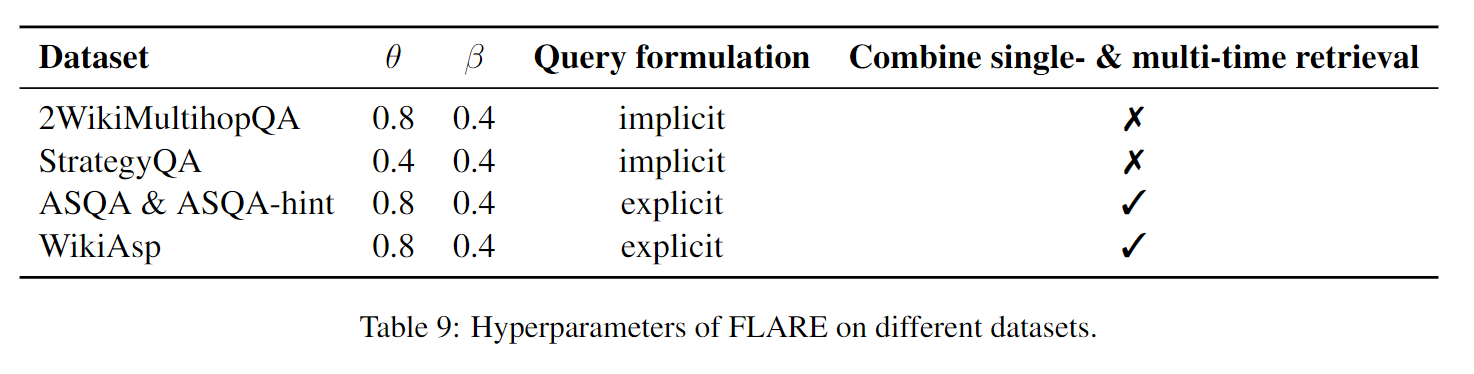 Dataset θ β Query formulation Combine single- & multi-time retrieval
2WikiMultihopQA 0.8 0.4 implicit ✗
StrategyQA 0.4 0.4 implicit ✗
ASQA & ASQA-hint 0.8 0.4 explicit ✓
WikiAsp 0.8 0.4 explicit ✓
Table 9: Hyperparameters of FLARE on different datasets.